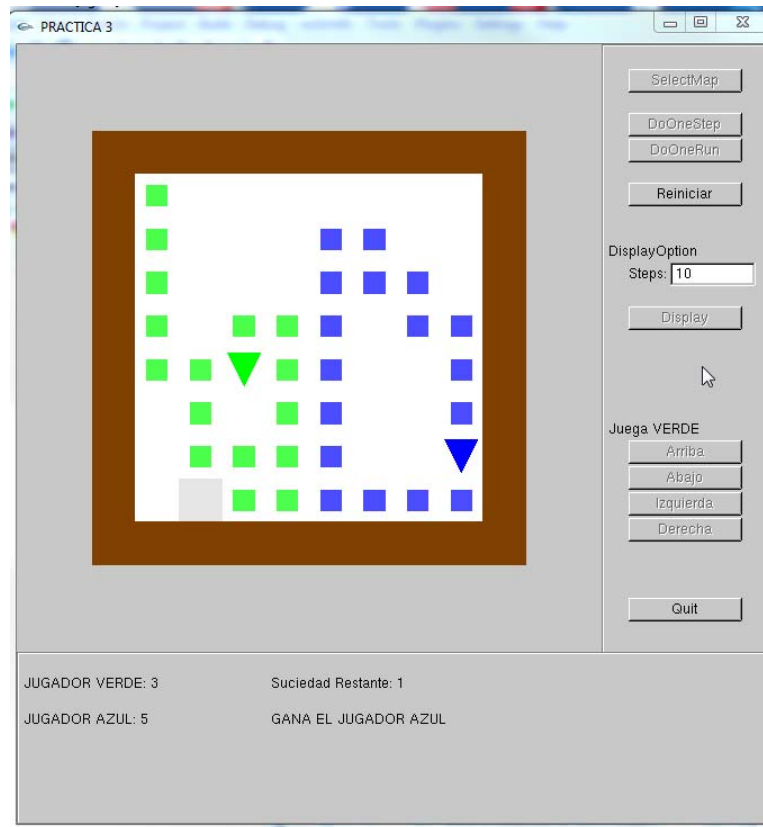 PRACTICA 3
SelectMap
DoOneStep
DoOneRun
Reiniciar
DisplayOption
Steps: 10
Display
Juega VERDE
Arriba
Abajo
Izquierda
Derecha
Quit
JUGADOR VERDE: 3
Suciedad Restante: 1
JUGADOR AZUL: 5
GANA EL JUGADOR AZUL